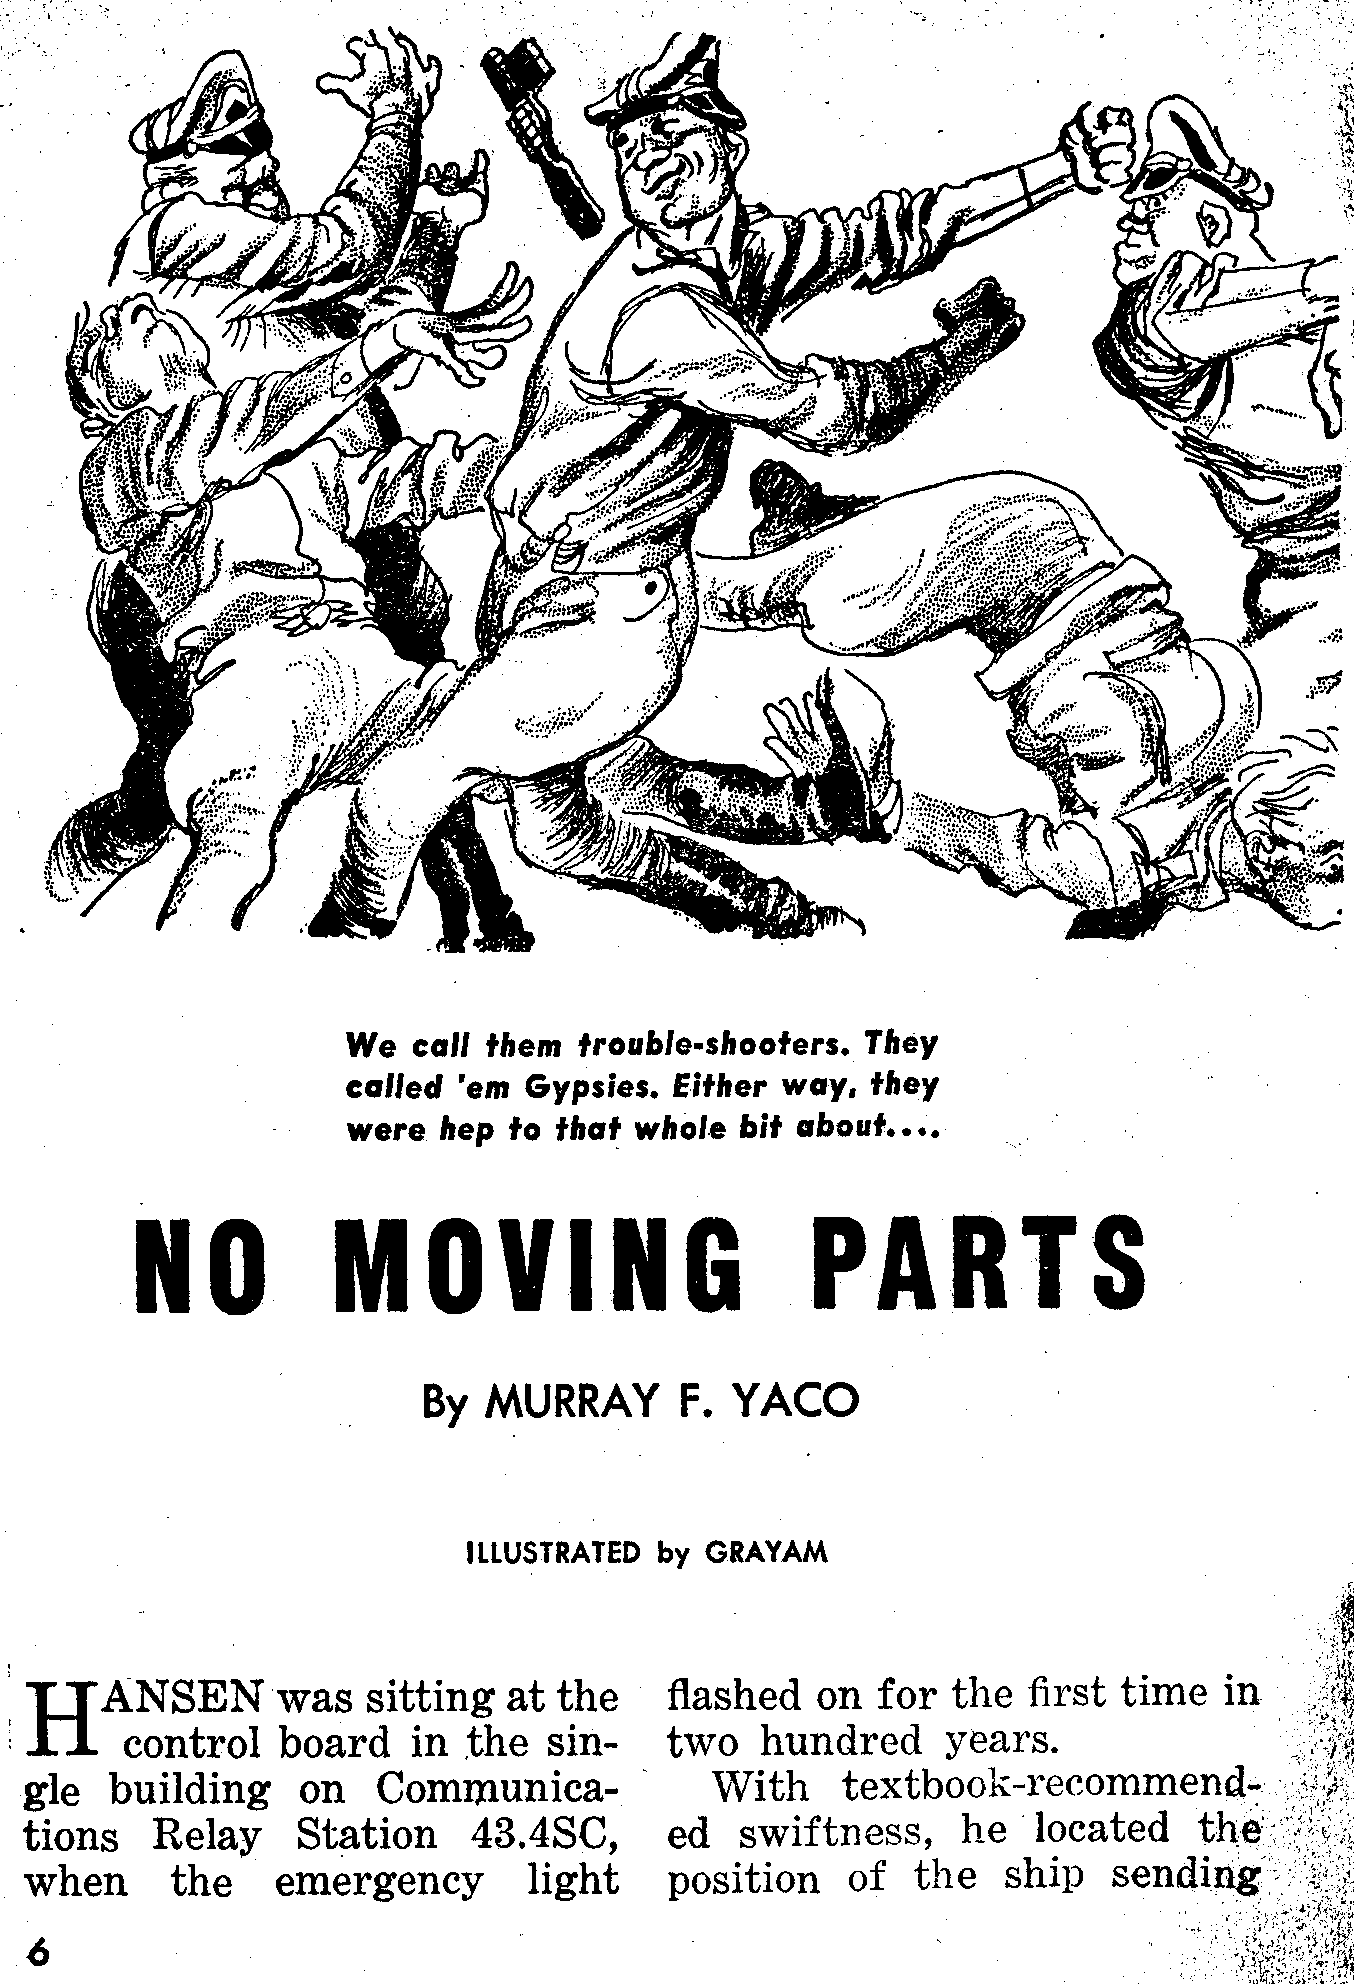 We call them trouble-shooters. They
called 'em Gypsies. Either way, they
were hep to that whole bit about....
NO MOVING PARTS
By MURRAY F. YACO
ILLUSTRATED by GRAYAM
HANSEN was sitting at the
control board in the sin-
gle building on Communica-
tions Relay Station 43.4SC,
when the emergency light
flashed on for the first time in
two hundred years.
With textbook-recommend-
ed swiftness, he located the
position of the ship sending
6